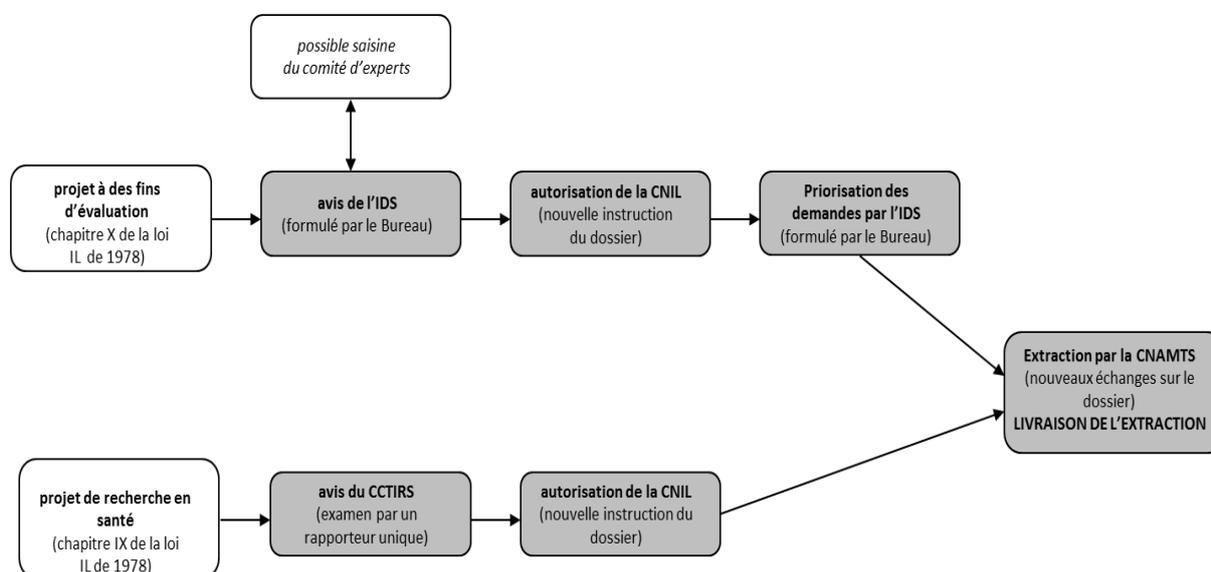 possible saisine
du comité d'experts
projet à des fins
d'évaluation
(chapitre X de la loi
IL de 1978)
avis de l'IDS
(formulé par le Bureau)
autorisation de la CNIL
(nouvelle instruction
du dossier)
Priorisation des
demandes par l'IDS
(formulé par le Bureau)
Extraction par la CNAMTS
(nouveaux échanges sur le
dossier)
LIVRAISON DE L'EXTRACTION
projet de recherche en
santé
(chapitre IX de la loi
IL de 1978)
avis du CCTIRS
(examen par un
rapporteur unique)
autorisation de la CNIL
(nouvelle instruction du
dossier)